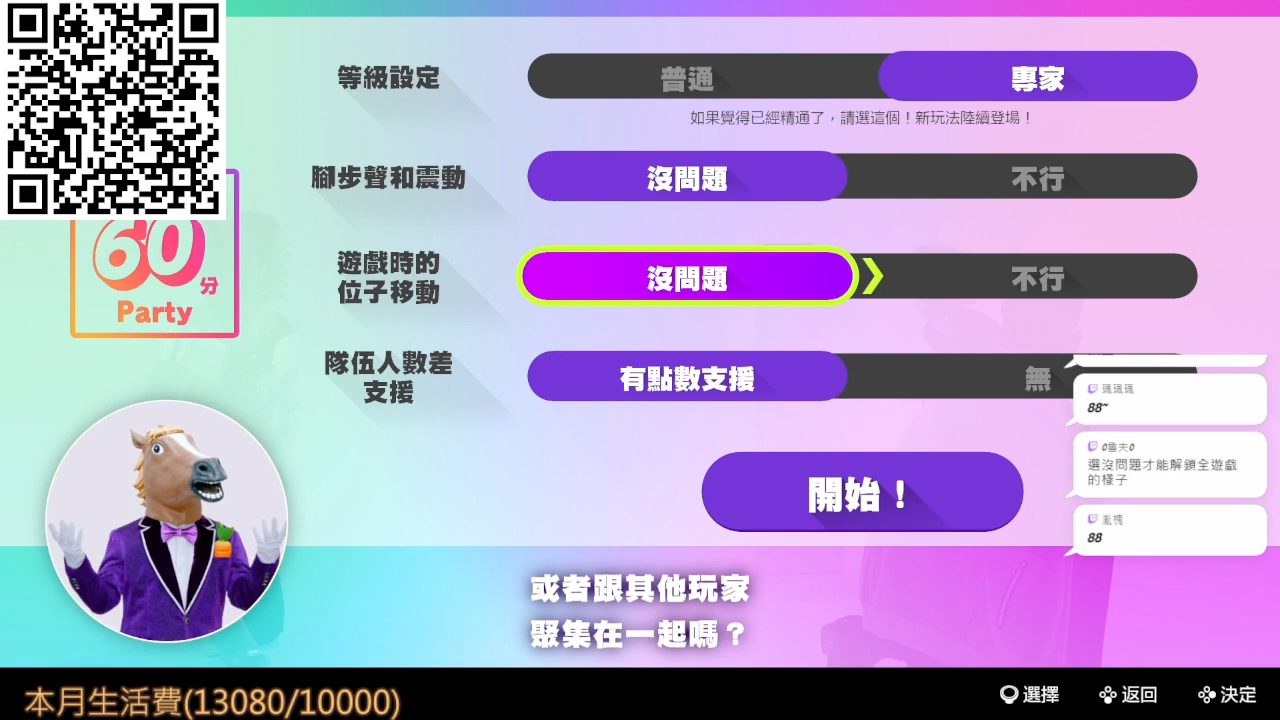 等級設定
普通
專家
如果覺得已經精通了，請選這個！新玩法陸續登場！
腳步聲和震動
沒問題
不行
60分
Party
遊戲時的
位子移動
沒問題
不行
隊伍人數差
支援
有點數支援
無
88~
選沒問題才能解鎖全遊戲
的樣子
88
開始！
或者跟其他玩家
聚集在一起嗎？
本月生活費(13080/10000)
選擇
返回
決定